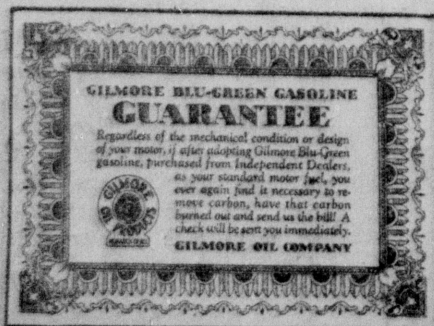 GILMORE BLU-GREEN GASOLINE
GUARANTEE
Regardless of the mechanical condition or design
of your motor, if after adopting Gilmore Blu-Green
gasoline, purchased from Independent Dealers,
as your standard motor fuel, you
ever again find it necessary to re-
move carbon, have that carbon
burned out and send us the bill! A
check will be sent you immediately.
GILMORE OIL COMPANY
GILMORE
OIL PRODUCTS